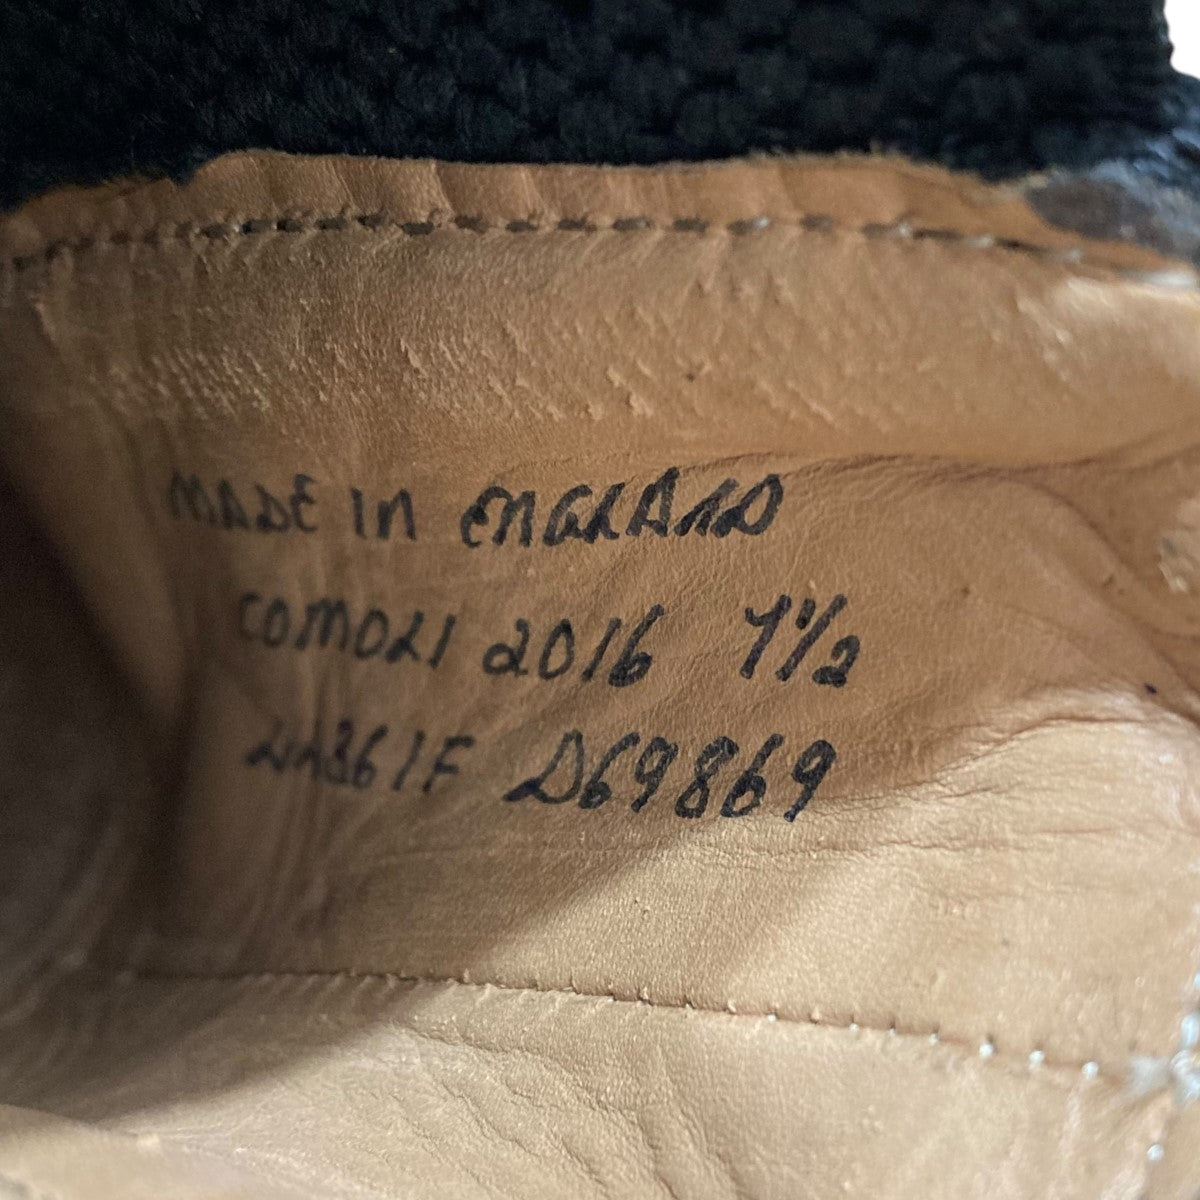 MADE IN ENGLAND
COMOLI 2016 7½
D69869